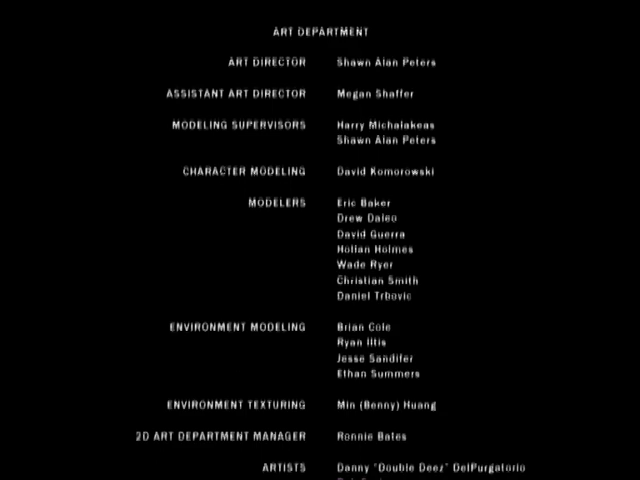 ART DEPARTMENT
ART DIRECTOR Shawn Alan Peters
ASSISTANT ART DIRECTOR Megan Shaffer
MODELING SUPERVISORS Harry Michalakeas
Shawn Alan Peters
CHARACTER MODELING David Komorowski
MODELERS Eric Baker
Drew Daleo
David Guerra
Hollan Holmes
Wade Ryer
Christian Smith
Daniel Trbovic
ENVIRONMENT MODELING Brian Cole
Ryan Iltis
Jesse Sandifer
Ethan Summers
ENVIRONMENT TEXTURING Min (Benny) Huang
2D ART DEPARTMENT MANAGER Ronnie Bates
ARTISTS Danny "Double Deez" DelPurgatorio